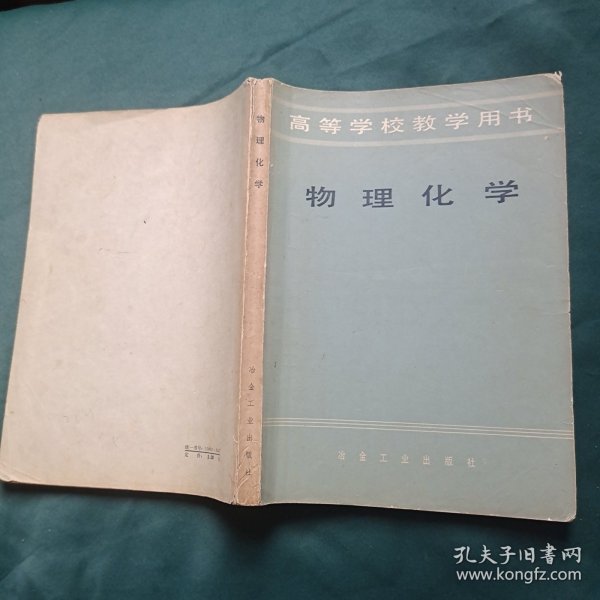 高等学校教学用书
物理化学
冶金工业出版社
物理化学
冶金工业出版社
孔夫子旧书网
www.kongfz.com